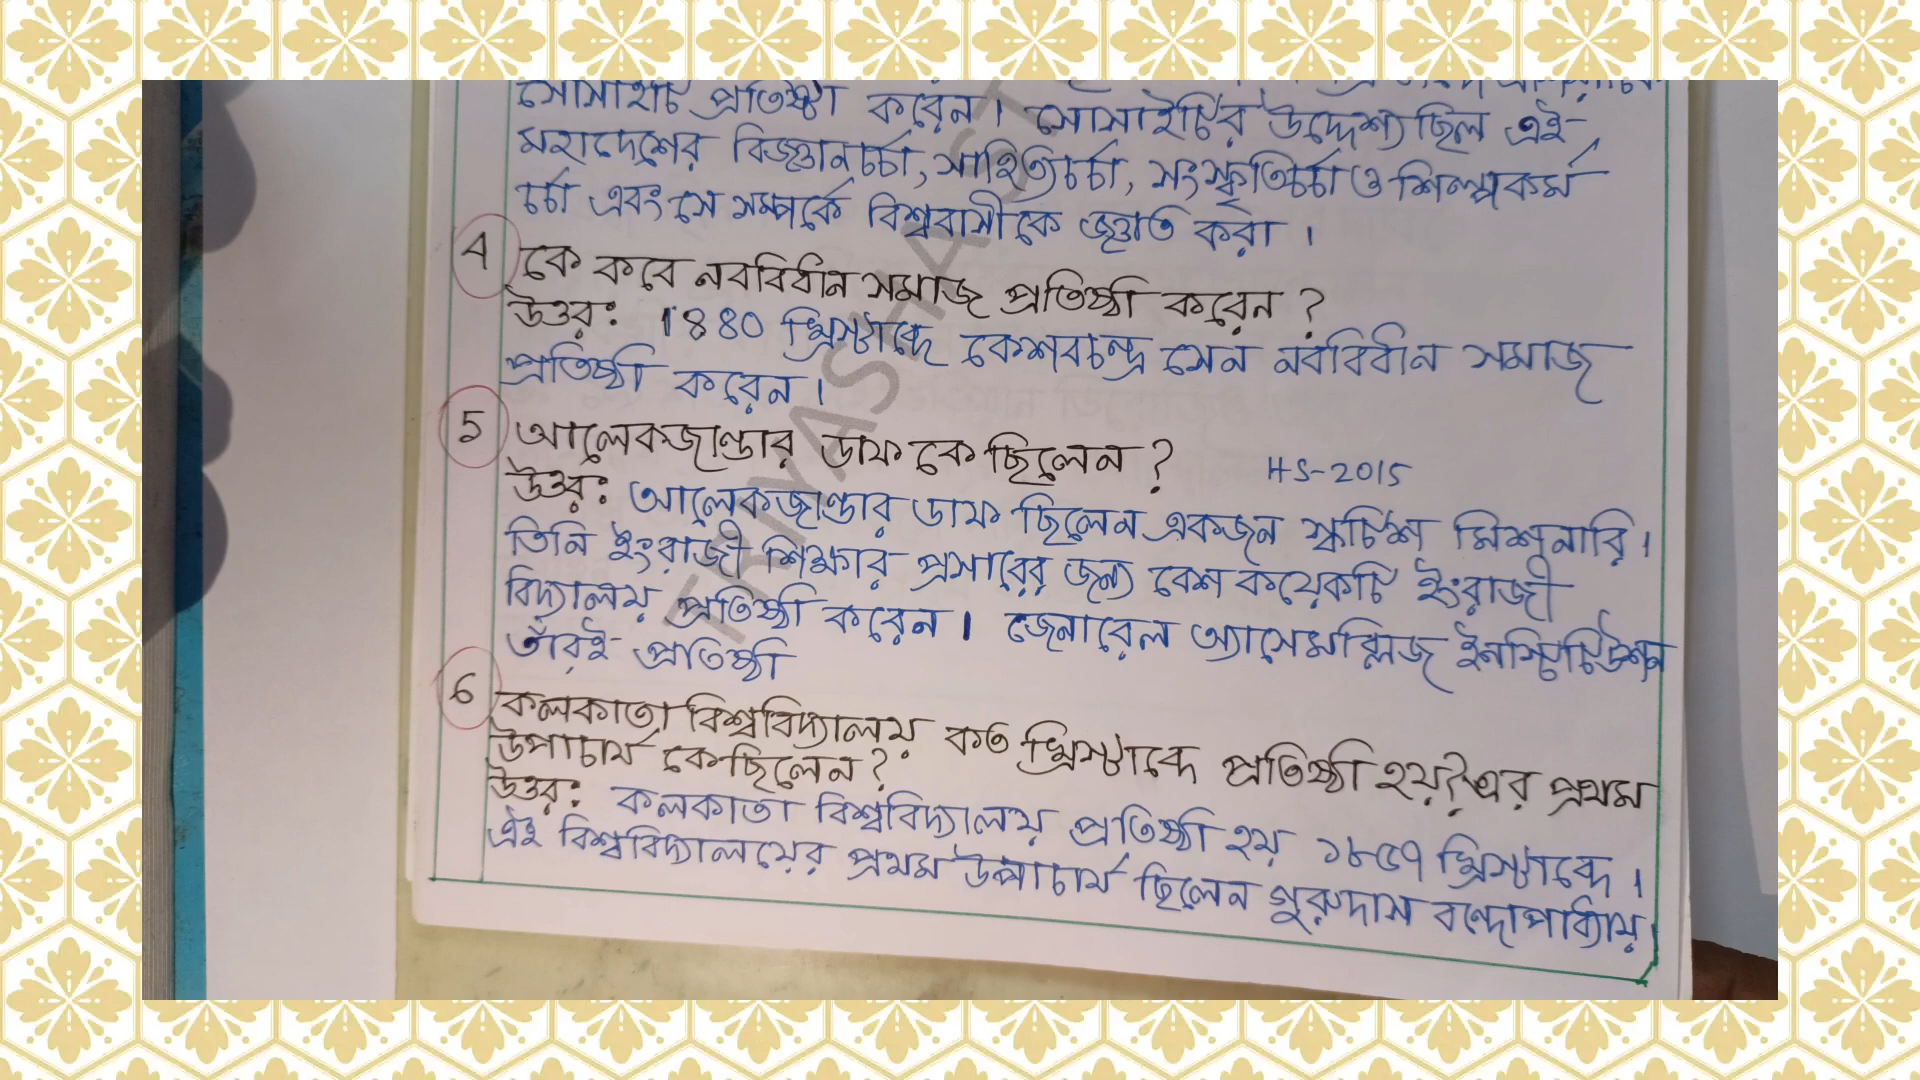 সোসাইটি প্রতিষ্ঠা করেন। সোসাইটির উদ্দেশ্য ছিল এই-
মহাদেশের বিজ্ঞানচর্চা, সাহিত্যচর্চা, সংস্কৃতিচর্চা ও শিল্পকর্ম
চর্চা এবং সে সম্পর্কে বিশ্ববাসীকে জ্ঞাত করা।
4 কে কবে নববিধান সমাজ প্রতিষ্ঠা করেন?
উত্তর: 1880 খ্রিস্টাব্দে কেশবচন্দ্র সেন নববিধান সমাজ
প্রতিষ্ঠা করেন।
5 আলেকজাণ্ডার ডাফ কে ছিলেন? HS-2015
উত্তর: আলেকজাণ্ডার ডাফ ছিলেন একজন স্কটিশ মিশনারি।
তিনি ইংরাজী শিক্ষার প্রসারের জন্য বেশ কয়েকটি ইংরাজী
বিদ্যালয় প্রতিষ্ঠা করেন। জেনারেল অ্যাসেমব্লিজ ইনস্টিটিউশন
তাঁরই প্রতিষ্ঠা
6 কলকাতা বিশ্ববিদ্যালয় কত খ্রিস্টাব্দে প্রতিষ্ঠা হয়? এর প্রথম
উপাচার্য কে ছিলেন?
উত্তর: কলকাতা বিশ্ববিদ্যালয় প্রতিষ্ঠা হয় ১৮৫৭ খ্রিস্টাব্দে।
এই বিশ্ববিদ্যালয়ের প্রথম উপাচার্য ছিলেন গুরুদাস বন্দোপাধ্যায়